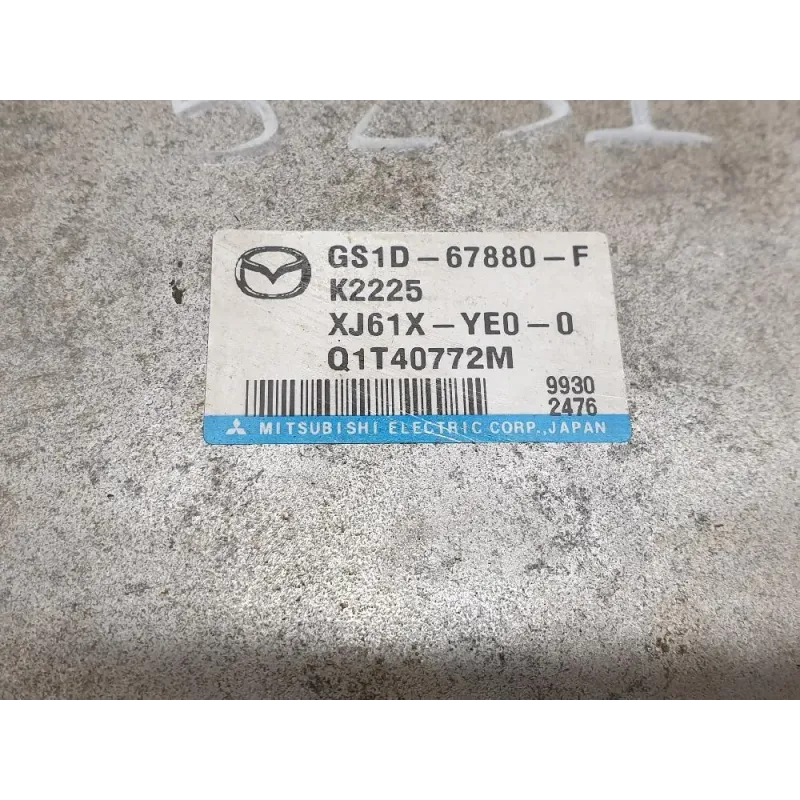 GS1D-67880-F
K2225
XJ61X-YE0-0
Q1T40772M
9930
2476
MITSUBISHI ELECTRIC CORP., JAPAN